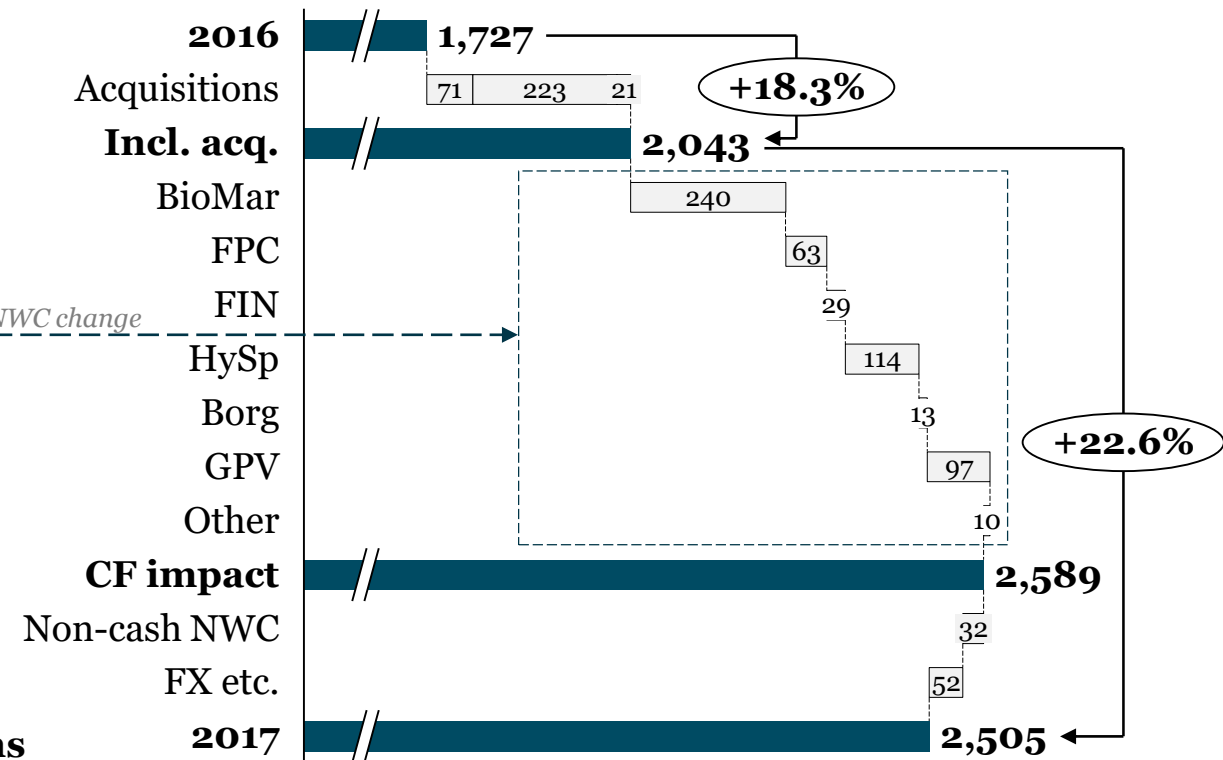 2016 1,727
Acquisitions 71 223 21 +18.3%
Incl. acq. 2,043
BioMar 240
FPC 63
FIN 29
NWC change
HySp 114
Borg 13
+22.6%
GPV 97
Other 10
CF impact 2,589
Non-cash NWC 32
FX etc. 52
2017 2,505